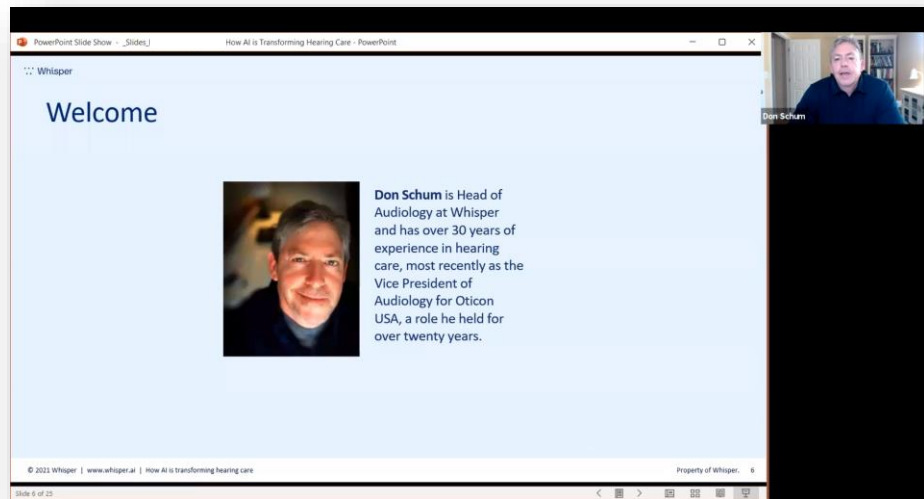 PowerPoint Slide Show - _Slides_I
How AI is Transforming Hearing Care - PowerPoint
Whisper
Welcome
Don Schum
Don Schum is Head of
Audiology at Whisper
and has over 30 years of
experience in hearing
care, most recently as the
Vice President of
Audiology for Oticon
USA, a role he held for
over twenty years.
© 2021 Whisper | www.whisper.ai | How AI is transforming hearing care
Property of Whisper. 6
Slide 6 of 25